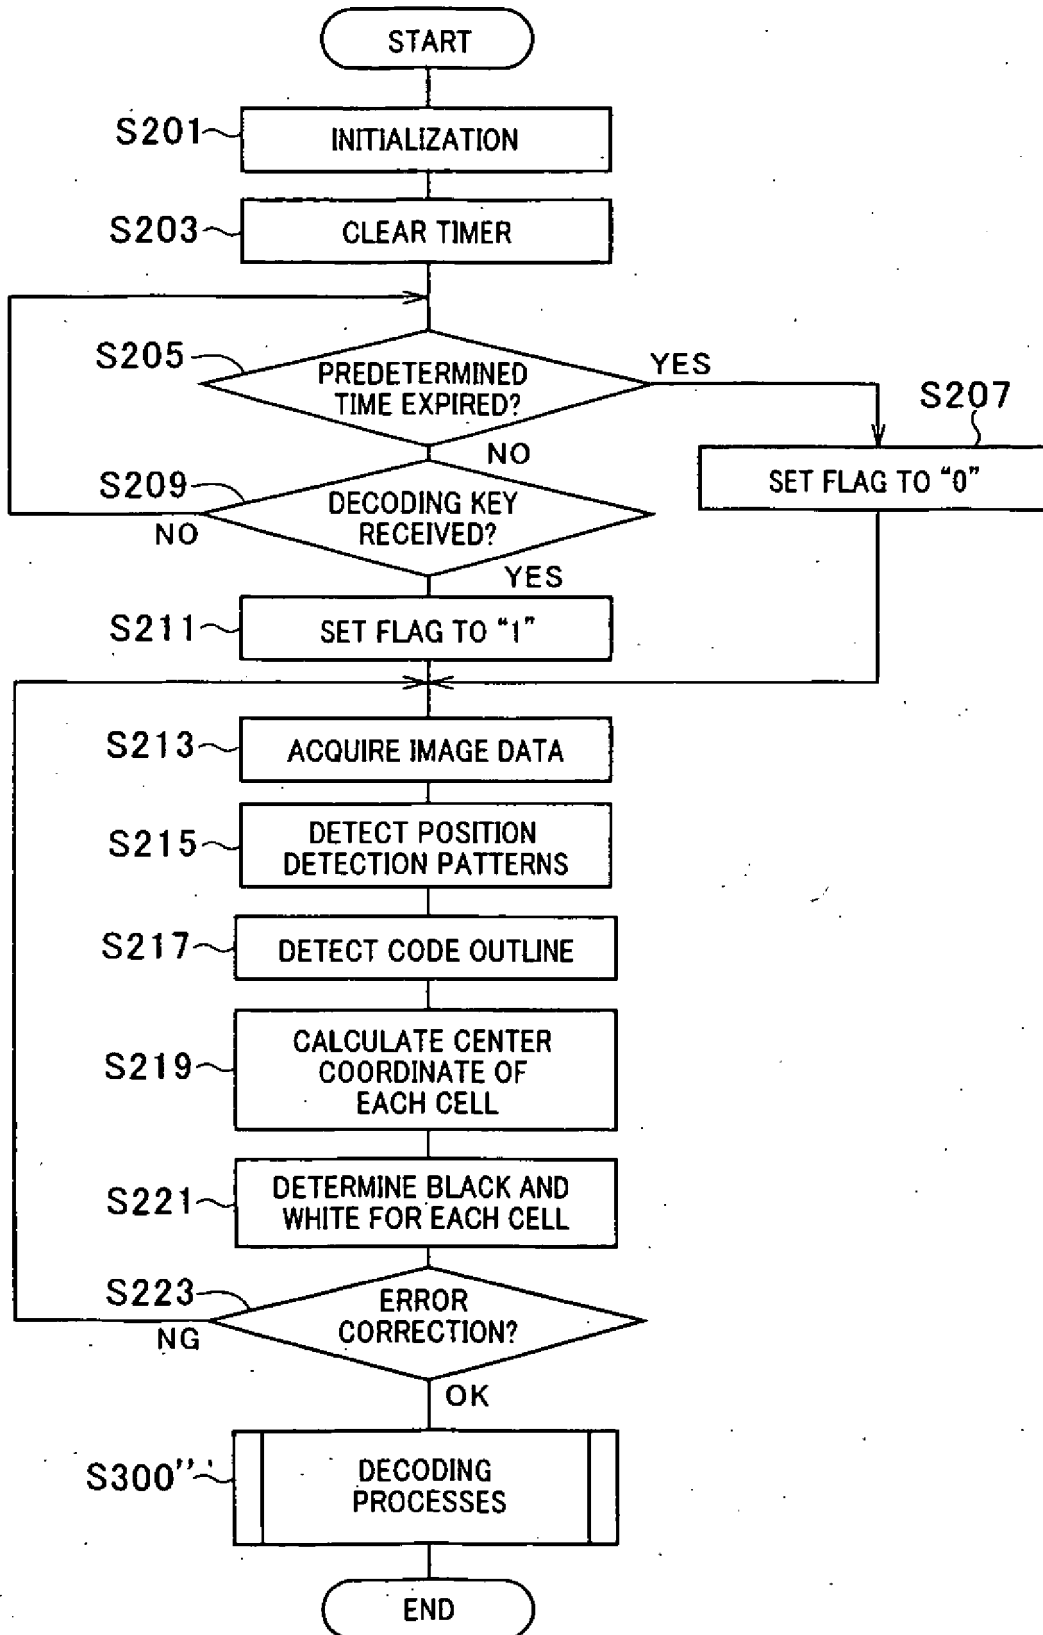 START
S201
INITIALIZATION
S203
CLEAR TIMER
S205
PREDETERMINED
TIME EXPIRED?
YES
S207
SET FLAG TO “0”
NO
S209
DECODING KEY
RECEIVED?
NO
YES
S211
SET FLAG TO “1”
S213
ACQUIRE IMAGE DATA
S215
DETECT POSITION
DETECTION PATTERNS
S217
DETECT CODE OUTLINE
S219
CALCULATE CENTER
COORDINATE OF
EACH CELL
S221
DETERMINE BLACK AND
WHITE FOR EACH CELL
S223
ERROR
CORRECTION?
NG
OK
S300'''
DECODING
PROCESSES
END